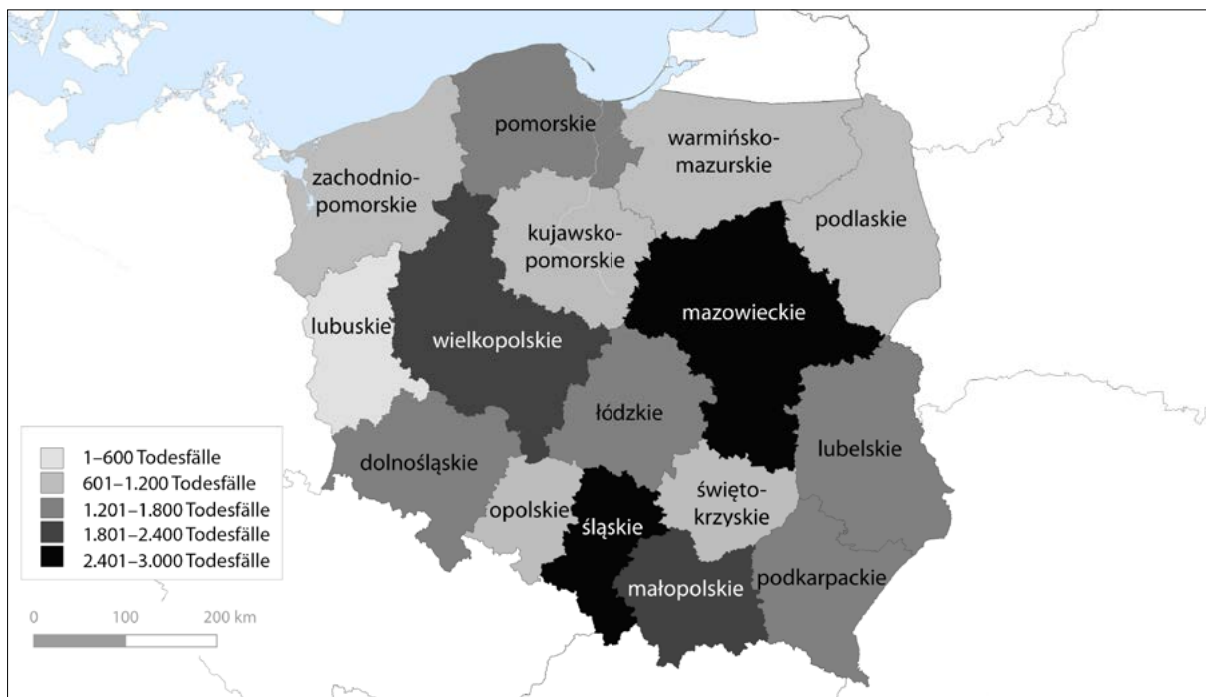 pomorskie
warmińsko-
mazurskie
zachodnio-
pomorskie
podlaskie
kujawsko-
pomorskie
mazowieckie
lubuskie
wielkopolskie
łódzkie
lubelskie
dolnośląskie
święto-
krzyskie
opolskie
śląskie
małopolskie
podkarpackie
1–600 Todesfälle
601–1.200 Todesfälle
1.201–1.800 Todesfälle
1.801–2.400 Todesfälle
2.401–3.000 Todesfälle
0 100 200 km